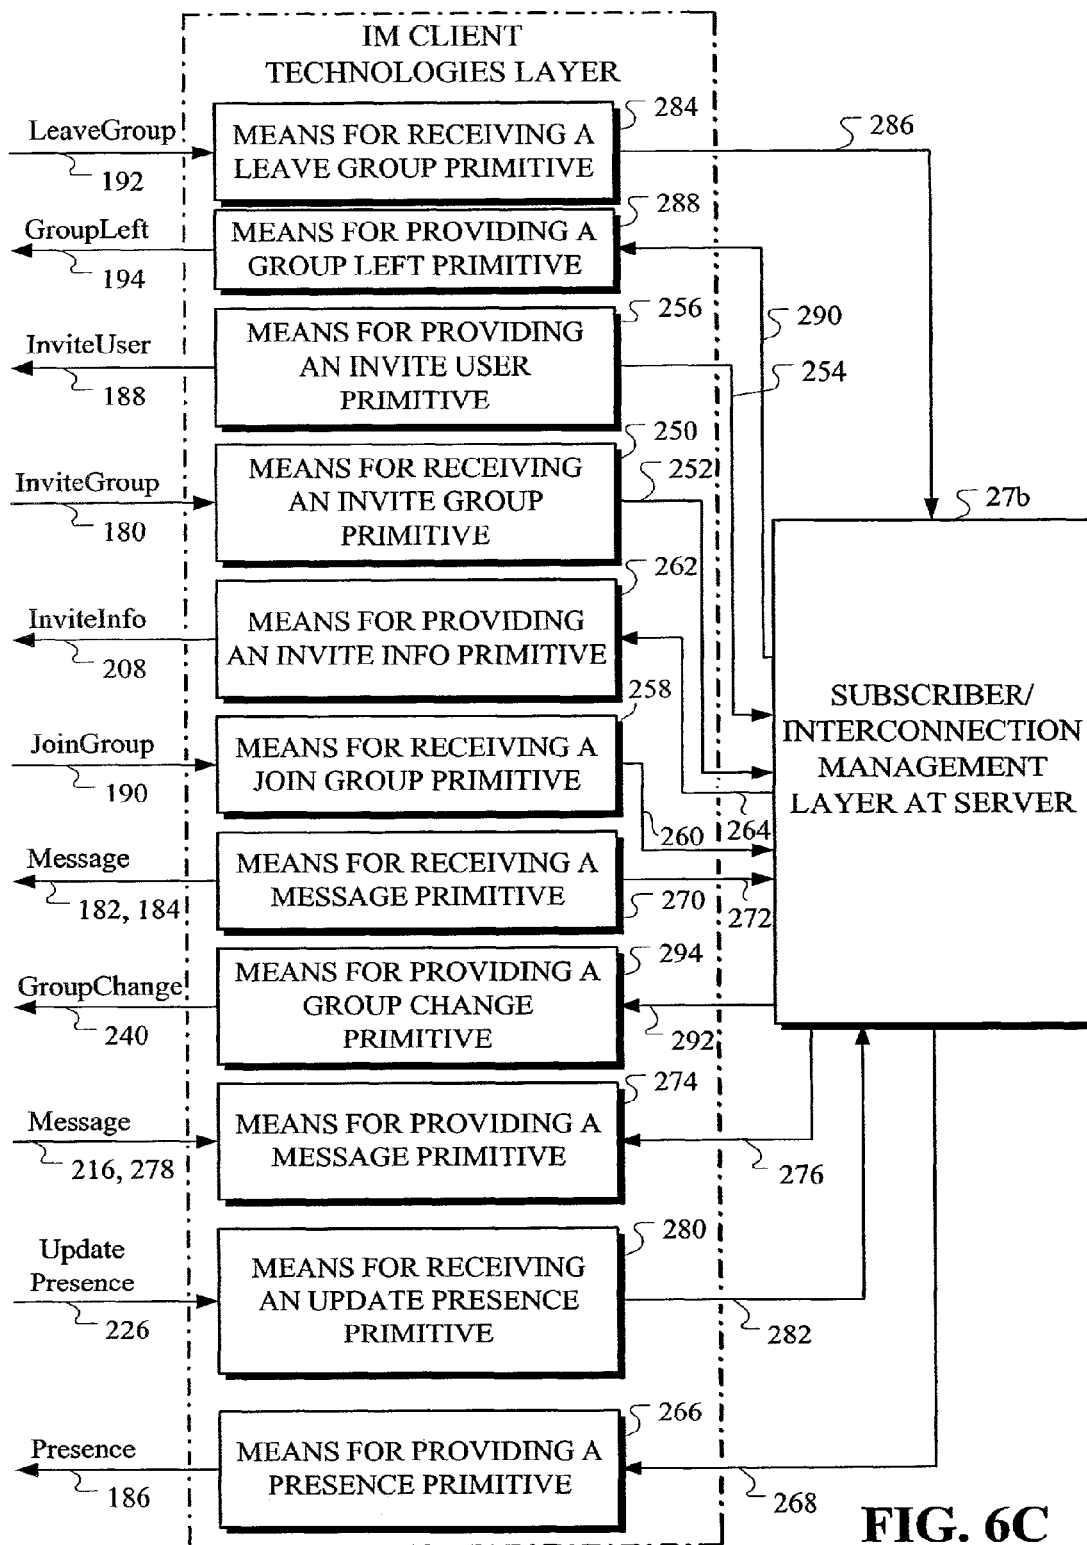 IM CLIENT
TECHNOLOGIES LAYER
LeaveGroup
192
MEANS FOR RECEIVING A
LEAVE GROUP PRIMITIVE
284
286
GroupLeft
194
MEANS FOR PROVIDING A
GROUP LEFT PRIMITIVE
288
290
InviteUser
188
MEANS FOR PROVIDING
AN INVITE USER
PRIMITIVE
256
254
InviteGroup
180
MEANS FOR RECEIVING
AN INVITE GROUP
PRIMITIVE
250
252
27b
SUBSCRIBER/
INTERCONNECTION
MANAGEMENT
LAYER AT SERVER
InviteInfo
208
MEANS FOR PROVIDING
AN INVITE INFO PRIMITIVE
262
264
JoinGroup
190
MEANS FOR RECEIVING A
JOIN GROUP PRIMITIVE
258
260
Message
182, 184
MEANS FOR RECEIVING A
MESSAGE PRIMITIVE
270
272
GroupChange
240
MEANS FOR PROVIDING A
GROUP CHANGE
PRIMITIVE
294
292
Message
216, 278
MEANS FOR PROVIDING A
MESSAGE PRIMITIVE
274
276
Update
Presence
226
MEANS FOR RECEIVING
AN UPDATE PRESENCE
PRIMITIVE
280
282
Presence
186
MEANS FOR PROVIDING A
PRESENCE PRIMITIVE
266
268
FIG. 6C